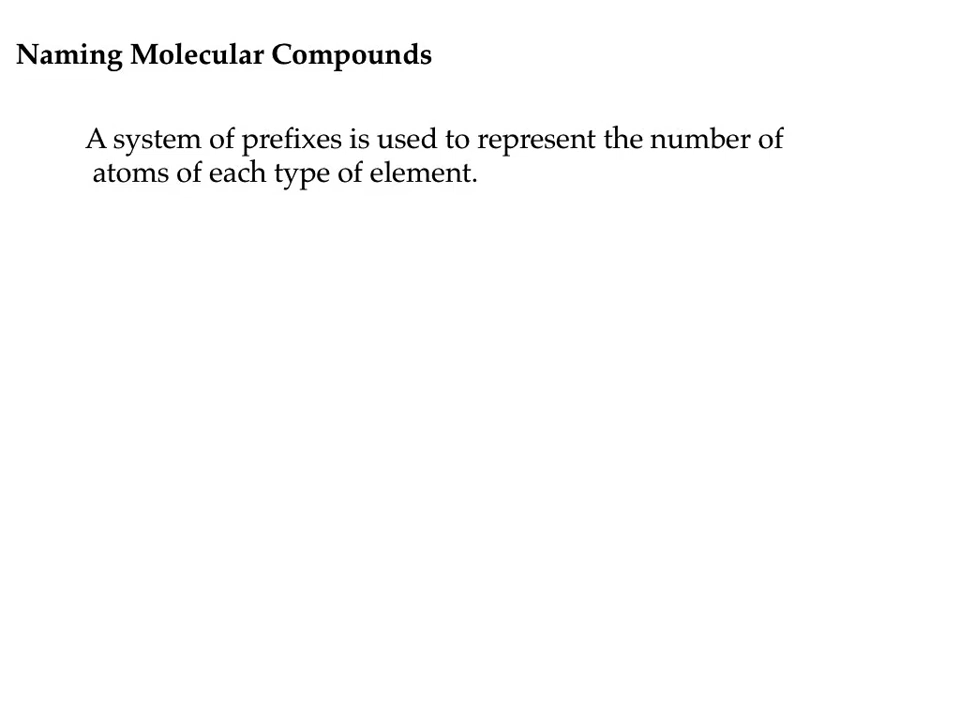 Naming Molecular Compounds
A system of prefixes is used to represent the number of
atoms of each type of element.